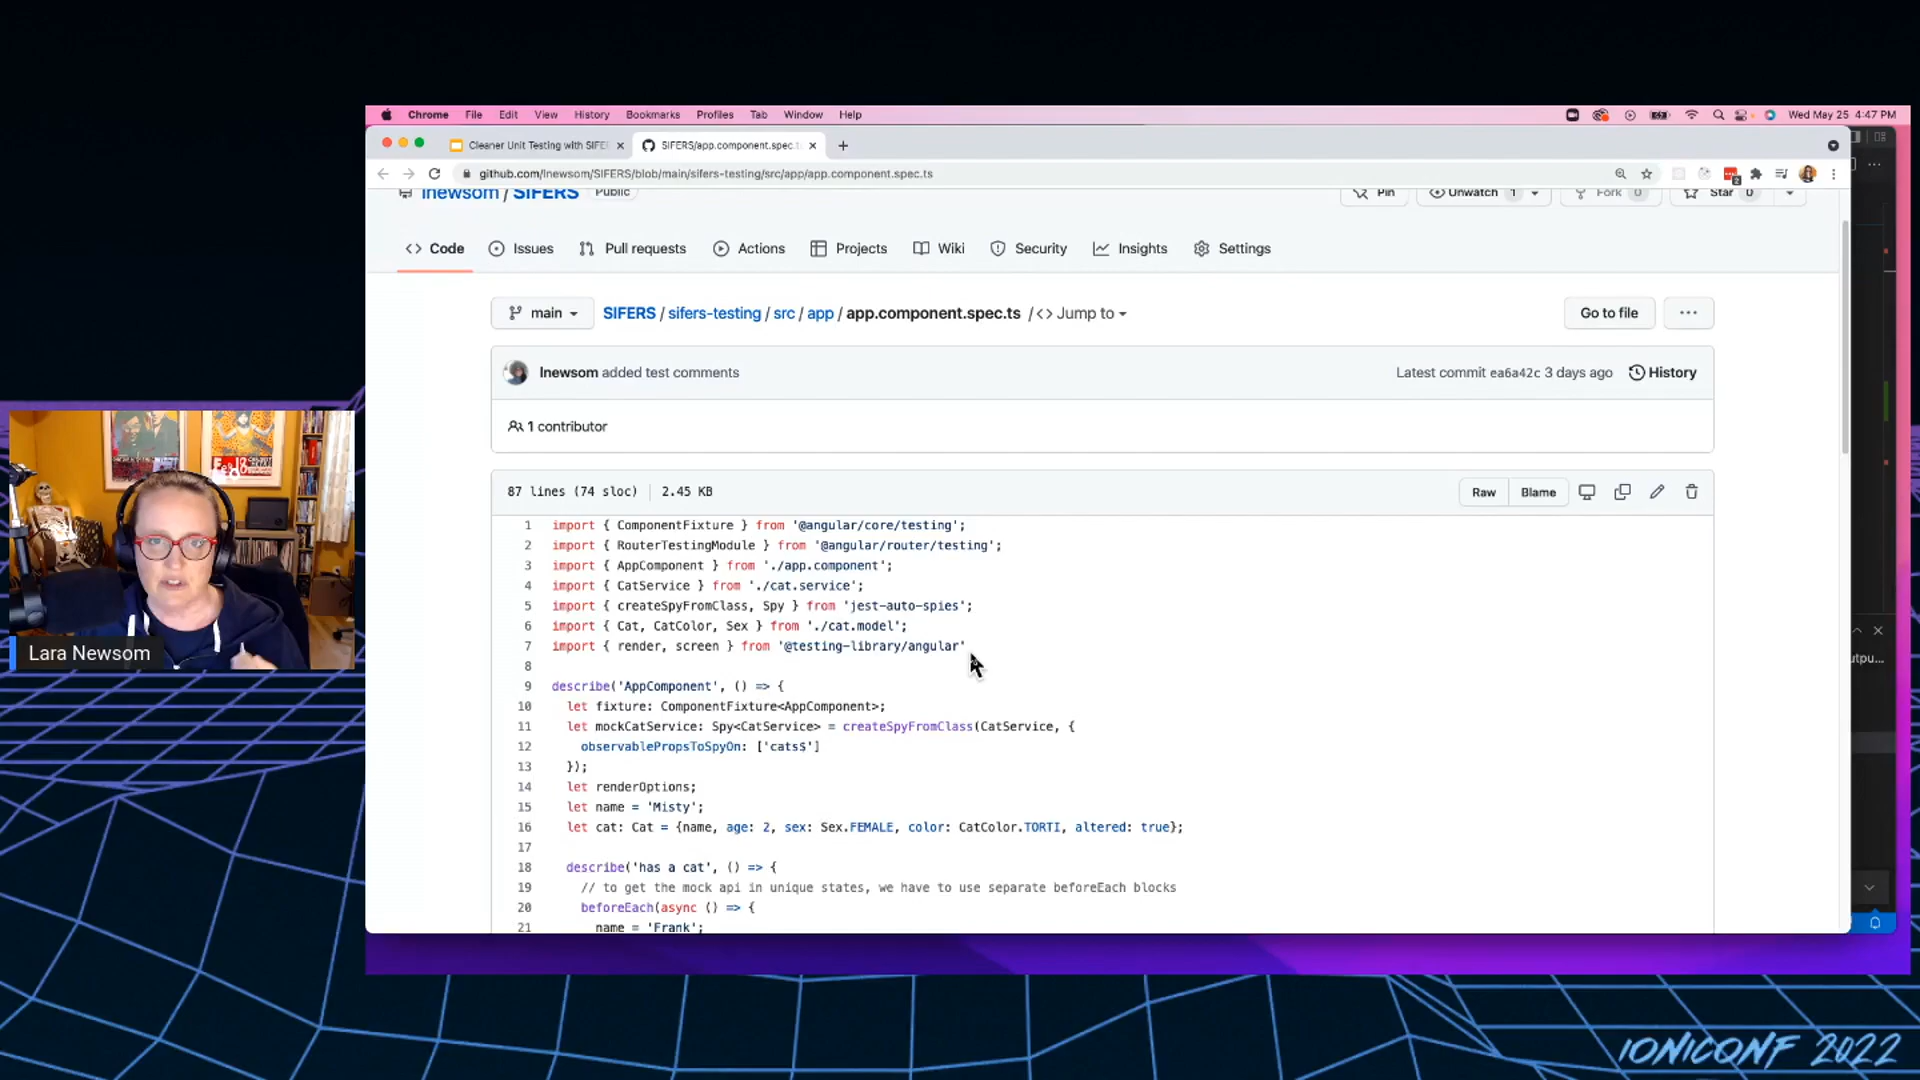 Chrome File Edit View History Bookmarks Profiles Tab Window Help Wed May 25 4:47 PM
Cleaner Unit Testing with SIFE SIFERS/app.component.spec.t
github.com/lnewsom/SIFERS/blob/main/sifers-testing/src/app/app.component.spec.ts
lnewsom / SIFERS Public Pin Unwatch 1 Fork 0 Star 0
Code Issues Pull requests Actions Projects Wiki Security Insights Settings
main SIFERS / sifers-testing / src / app / app.component.spec.ts / <> Jump to Go to file ...
lnewsom added test comments Latest commit ea6a42c 3 days ago History
1 contributor
87 lines (74 sloc) 2.45 KB Raw Blame
1 import { ComponentFixture } from '@angular/core/testing';
2 import { RouterTestingModule } from '@angular/router/testing';
3 import { AppComponent } from './app.component';
4 import { CatService } from './cat.service';
5 import { createSpyFromClass, Spy } from 'jest-auto-spies';
6 import { Cat, CatColor, Sex } from './cat.model';
7 import { render, screen } from '@testing-library/angular'
8
9 describe('AppComponent', () => {
10 let fixture: ComponentFixture<AppComponent>;
11 let mockCatService: Spy<CatService> = createSpyFromClass(CatService, {
12 observablePropsToSpyOn: ['cats$']
13 });
14 let renderOptions;
15 let name = 'Misty';
16 let cat: Cat = {name, age: 2, sex: Sex.FEMALE, color: CatColor.TORTI, altered: true};
17
18 describe('has a cat', () => {
19 // to get the mock api in unique states, we have to use separate beforeEach blocks
20 beforeEach(async () => {
21 name = 'Frank';
utpu...
Lara Newsom
IONICONF 2022